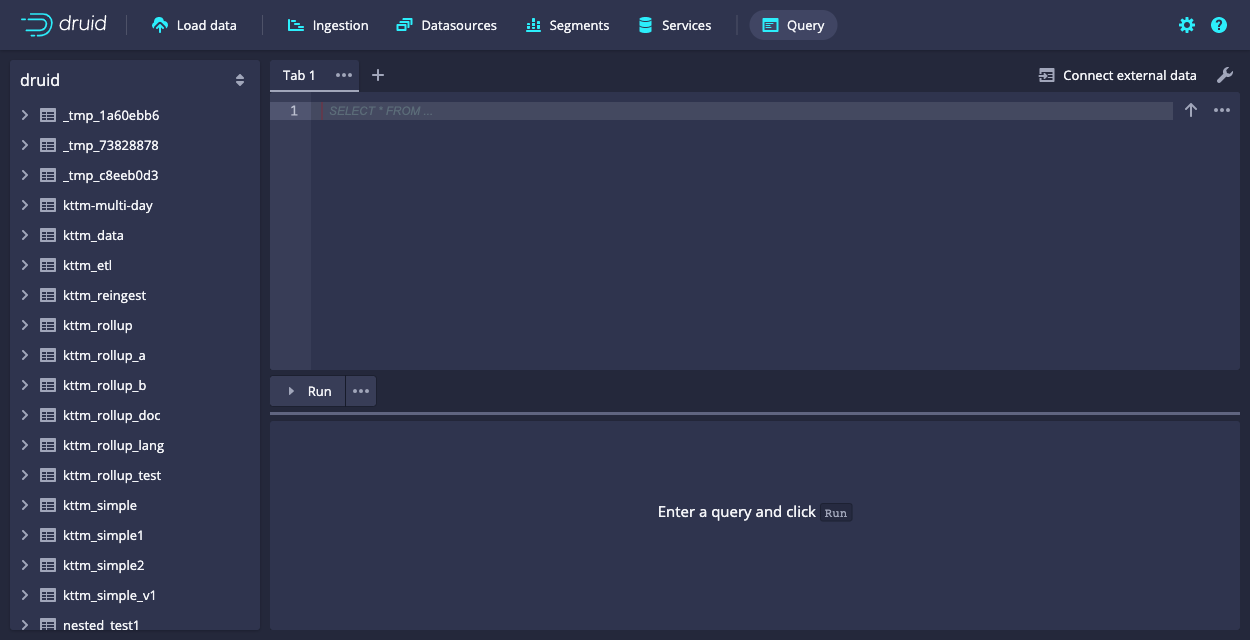 druid Load data Ingestion Datasources Segments Services Query
druid
_tmp_1a60ebb6
_tmp_73828878
_tmp_c8eeb0d3
kttm-multi-day
kttm_data
kttm_etl
kttm_reingest
kttm_rollup
kttm_rollup_a
kttm_rollup_b
kttm_rollup_doc
kttm_rollup_lang
kttm_rollup_test
kttm_simple
kttm_simple1
kttm_simple2
kttm_simple_v1
nested_test1
Tab 1 Connect external data
1 SELECT * FROM ...
Run
Enter a query and click Run